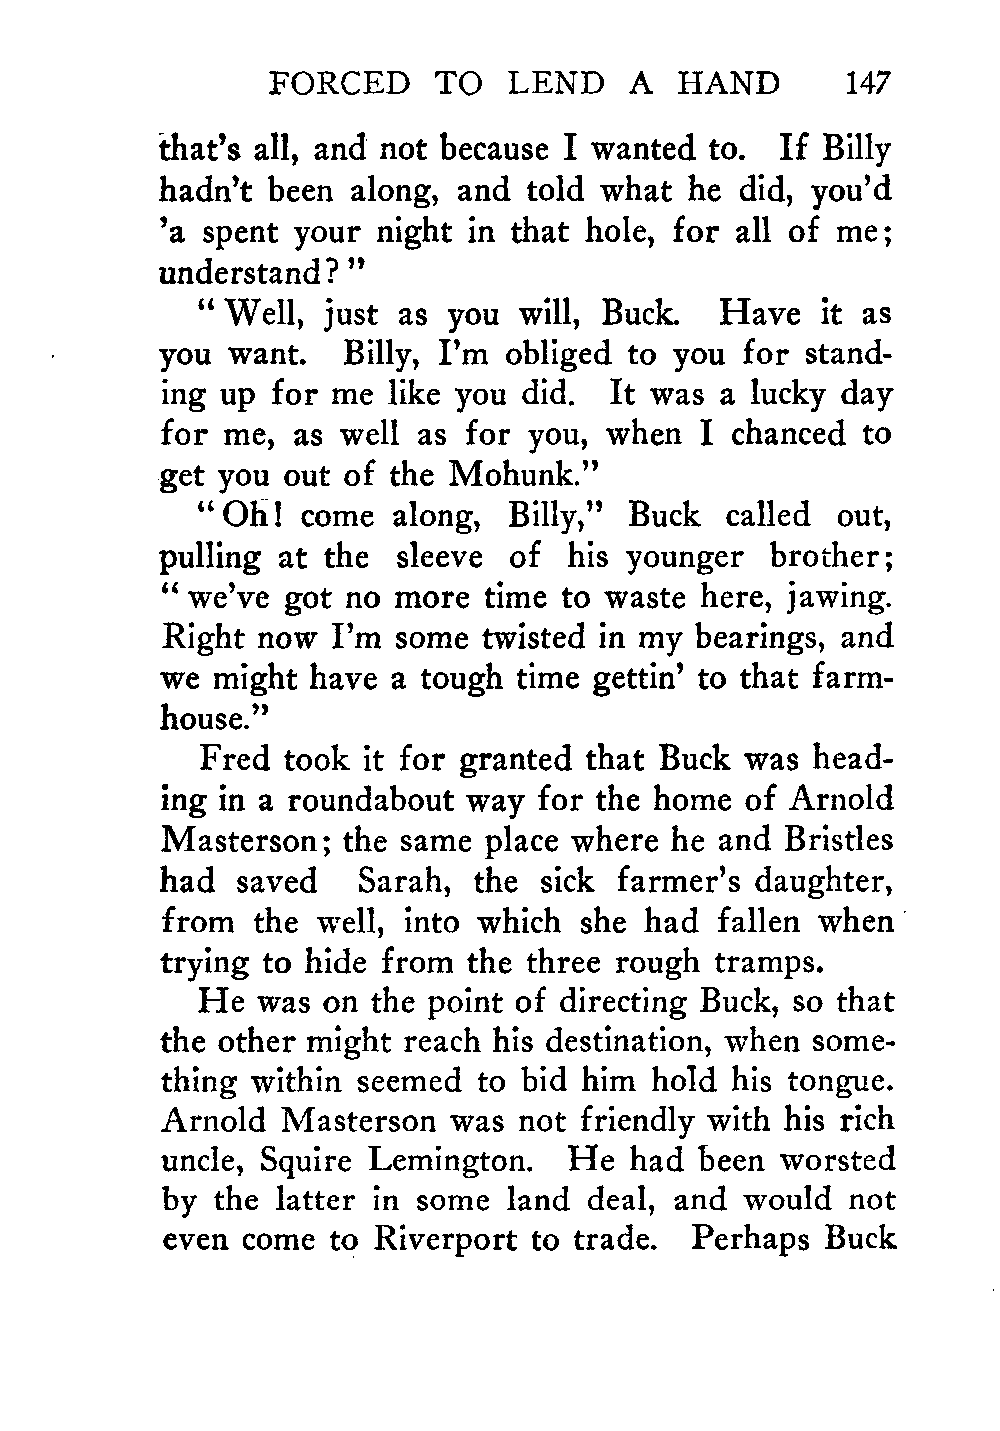 FORCED TO LEND A HAND 147
that's all, and not because I wanted to. If Billy
hadn't been along, and told what he did, you'd
'a spent your night in that hole, for all of me;
understand?"
"Well, just as you will, Buck. Have it as
you want. Billy, I'm obliged to you for stand-
ing up for me like you did. It was a lucky day
for me, as well as for you, when I chanced to
get you out of the Mohunk."
"Oh! come along, Billy," Buck called out,
pulling at the sleeve of his younger brother;
"we've got no more time to waste here, jawing.
Right now I'm some twisted in my bearings, and
we might have a tough time gettin' to that farm-
house."
Fred took it for granted that Buck was head-
ing in a roundabout way for the home of Arnold
Masterson; the same place where he and Bristles
had saved Sarah, the sick farmer's daughter,
from the well, into which she had fallen when
trying to hide from the three rough tramps.
He was on the point of directing Buck, so that
the other might reach his destination, when some-
thing within seemed to bid him hold his tongue.
Arnold Masterson was not friendly with his rich
uncle, Squire Lemington. He had been worsted
by the latter in some land deal, and would not
even come to Riverport to trade. Perhaps Buck